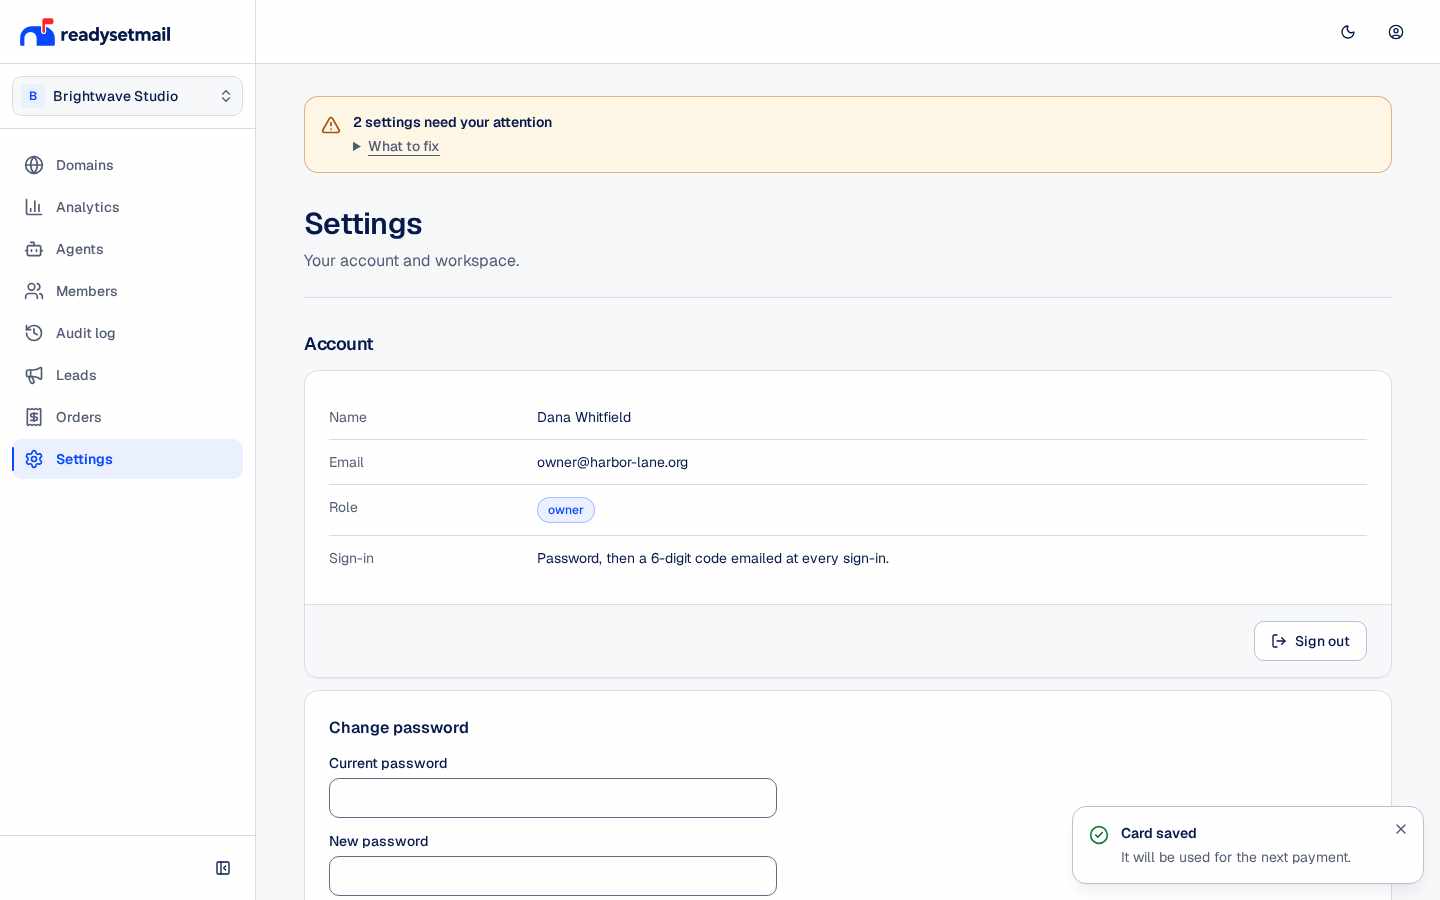 readysetmail
B Brightwave Studio
Domains
Analytics
Agents
Members
Audit log
Leads
Orders
Settings
2 settings need your attention
What to fix
Settings
Your account and workspace.
Account
Name Dana Whitfield
Email owner@harbor-lane.org
Role owner
Sign-in Password, then a 6-digit code emailed at every sign-in.
Sign out
Change password
Current password
New password
Card saved
It will be used for the next payment.